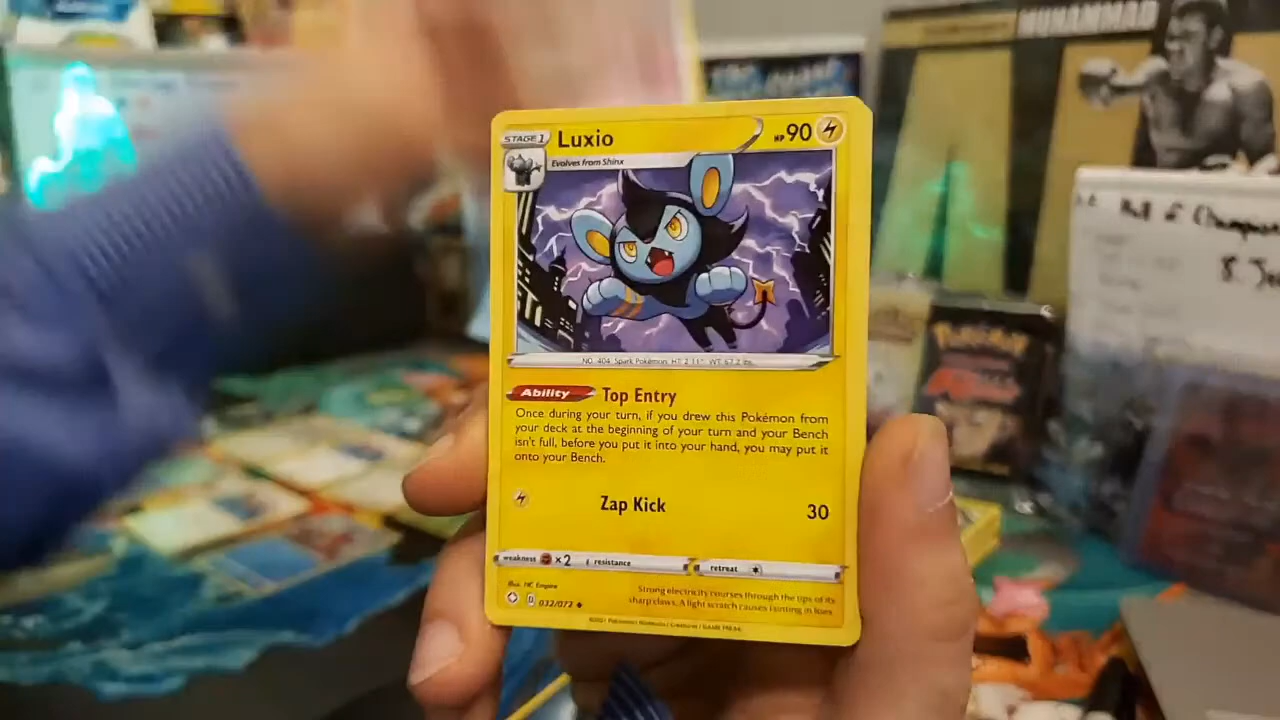 MUHAMMAD
STAGE 1
Luxio
HP 90
Evolves from Shinx
NO. 404 Spark Pokémon HT: 2'11" WT: 67.2 lbs.
Ability
Top Entry
Once during your turn, if you drew this Pokémon from
your deck at the beginning of your turn and your Bench
isn't full, before you put it into your hand, you may put it
onto your Bench.
Zap Kick
30
weakness
×2
resistance
retreat
Illus. HC Empire
Strong electricity courses through the tips of its
sharp claws. A light scratch causes fainting in foes.
D
032/072
Pokémon